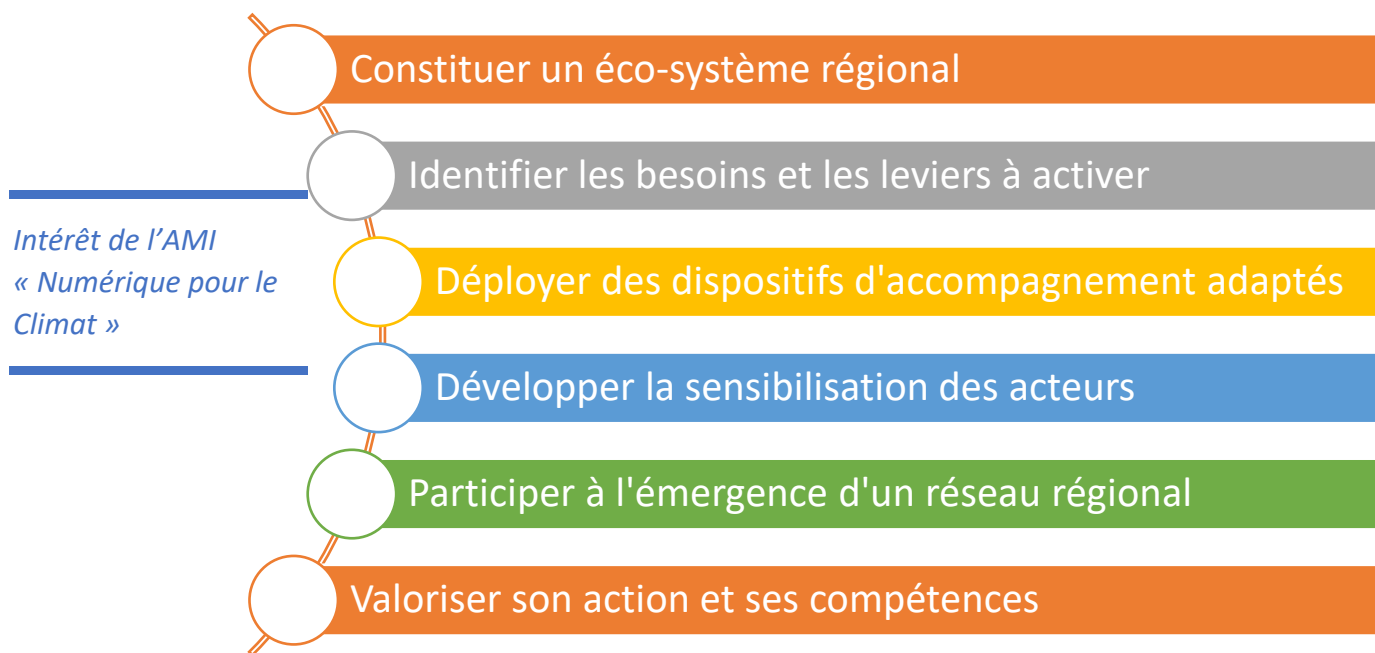 Constituer un éco-système régional
Identifier les besoins et les leviers à activer
Intérêt de l’AMI
« Numérique pour le
Climat »
Déployer des dispositifs d'accompagnement adaptés
Développer la sensibilisation des acteurs
Participer à l'émergence d'un réseau régional
Valoriser son action et ses compétences